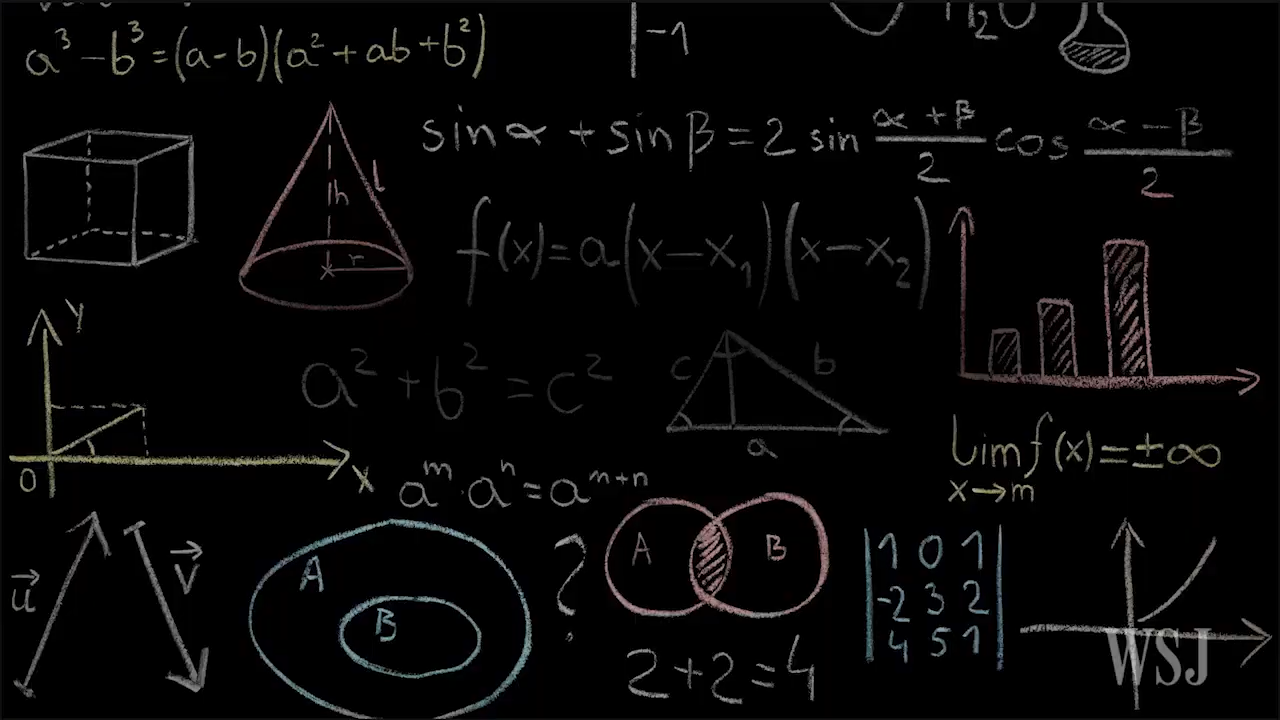 a³ - b³ = (a - b)(a² + ab + b²)
-1
H₂O
sin α + sin β = 2 sin (α + β)/2 cos (α - β)/2
h l
r
f(x) = a(x - x₁)(x - x₂)
Y
a² + b² = c²
c b
a
O X
lim f(x) = ±∞
x → m
aᵐ · aⁿ = aᵐ⁺ⁿ
u⃗ v⃗
A
B
?
A B
2 + 2 = 4
1 0 1
-2 3 2
4 5 1
WSJ